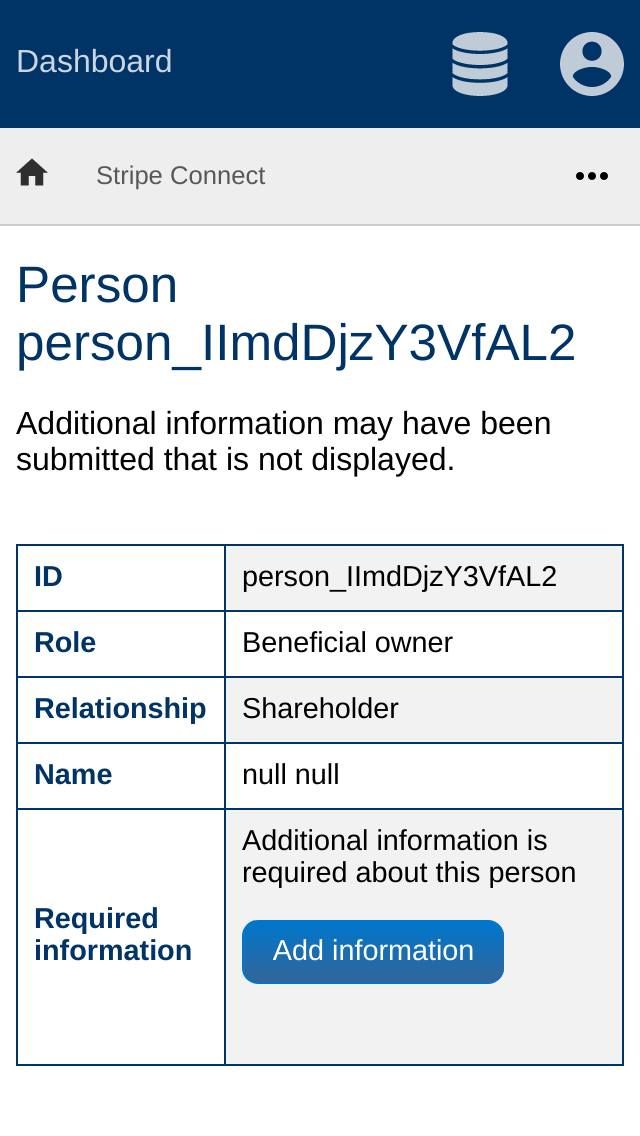 Dashboard
Stripe Connect
Person
person_IImdDjzY3VfAL2
Additional information may have been
submitted that is not displayed.
ID person_IImdDjzY3VfAL2
Role Beneficial owner
Relationship Shareholder
Name null null
Required
information
Additional information is
required about this person
Add information